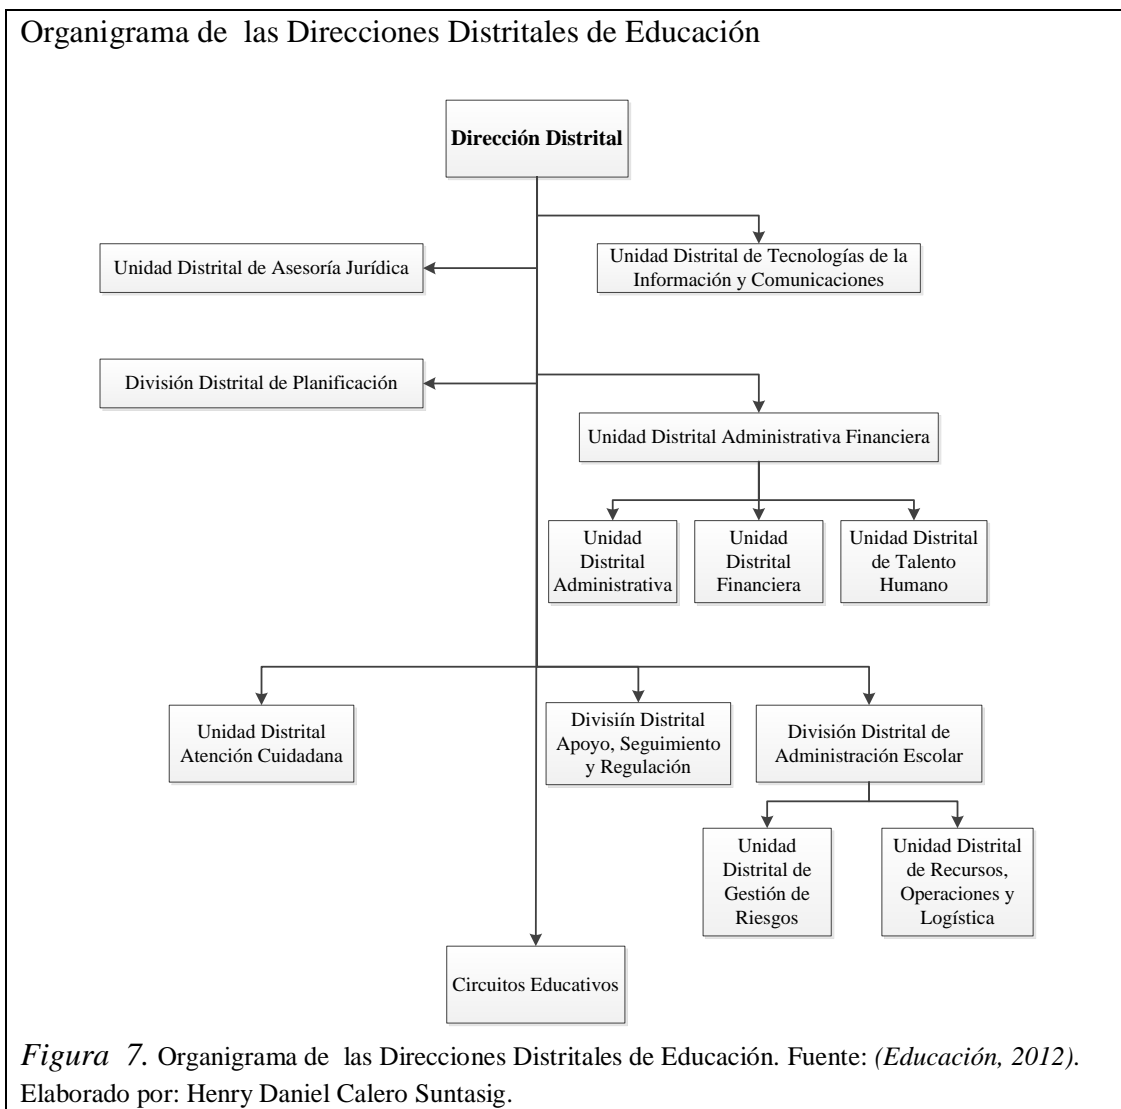 Organigrama de  las Direcciones Distritales de Educación
Dirección Distrital
Unidad Distrital de Tecnologías de la
Información y Comunicaciones
Unidad Distrital de Asesoría Jurídica
División Distrital de Planificación
Unidad Distrital Administrativa Financiera
Unidad
Distrital
Administrativa
Unidad
Distrital
Financiera
Unidad Distrital
de Talento
Humano
Unidad Distrital
Atención Cuidadana
Divisiín Distrital
Apoyo, Seguimiento
y Regulación
División Distrital de
Administración Escolar
Unidad
Distrital de
Gestión de
Riesgos
Unidad Distrital
de Recursos,
Operaciones y
Logística
Circuitos Educativos
Figura  7. Organigrama de  las Direcciones Distritales de Educación. Fuente: (Educación, 2012).
Elaborado por: Henry Daniel Calero Suntasig.